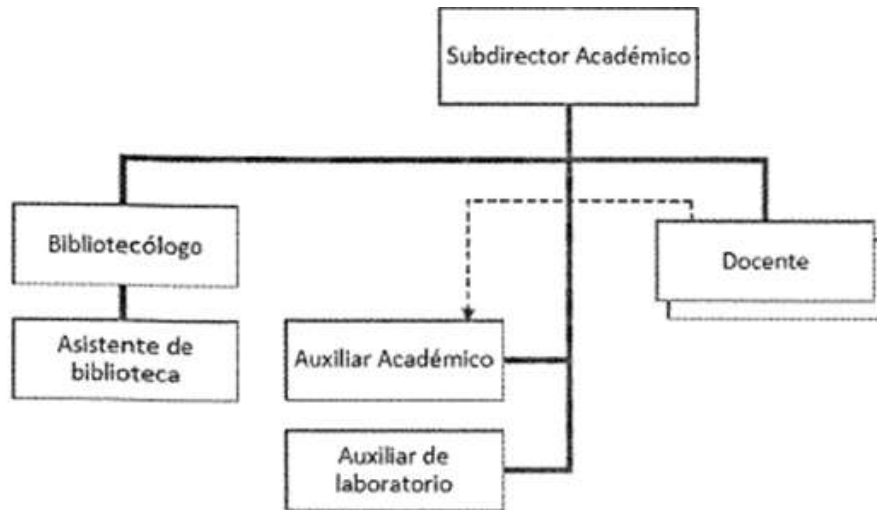 Subdirector Académico
Bibliotecólogo
Docente
Asistente de
biblioteca
Auxiliar Académico
Auxiliar de
laboratorio